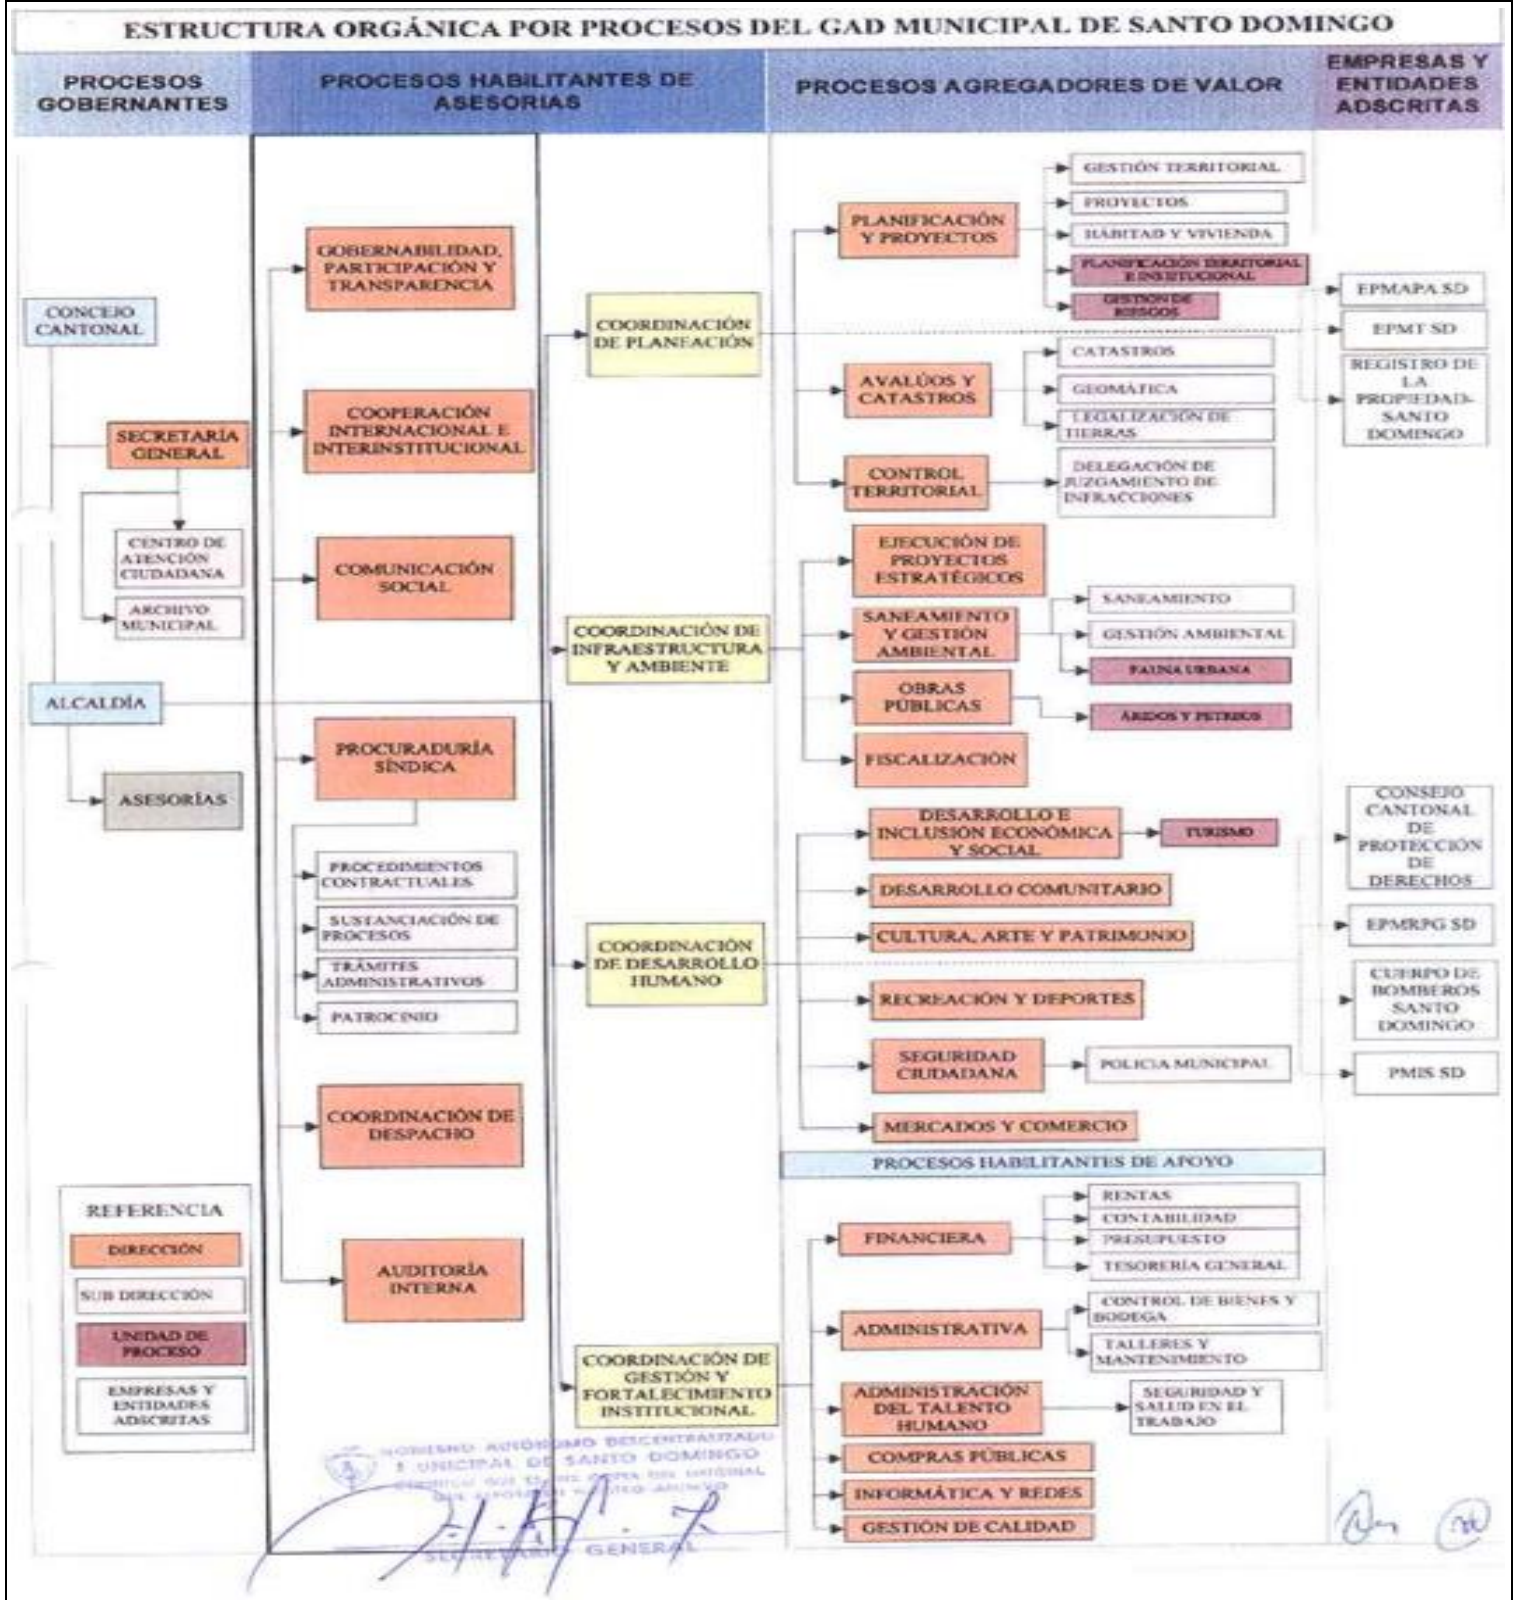 ESTRUCTURA ORGÁNICA POR PROCESOS DEL GAD MUNICIPAL DE SANTO DOMINGO
PROCESOS
GOBERNANTES
PROCESOS HABILITANTES DE
ASESORIAS
PROCESOS AGREGADORES DE VALOR
EMPRESAS Y
ENTIDADES
ADSCRITAS
CONCEJO
CANTONAL
SECRETARÍA
GENERAL
CENTRO DE
ATENCIÓN
CIUDADANA
ARCHIVO
MUNICIPAL
ALCALDÍA
ASESORÍAS
GOBERNABILIDAD,
PARTICIPACIÓN Y
TRANSPARENCIA
COOPERACIÓN
INTERNACIONAL E
INTERINSTITUCIONAL
COMUNICACIÓN
SOCIAL
PROCURADURÍA
SÍNDICA
PROCEDIMIENTOS
CONTRACTUALES
SUSTANCIACIÓN DE
PROCESOS
TRÁMITES
ADMINISTRATIVOS
PATROCINIO
COORDINACIÓN DE
DESPACHO
AUDITORÍA
INTERNA
COORDINACIÓN
DE PLANEACIÓN
COORDINACIÓN DE
INFRAESTRUCTURA
Y AMBIENTE
COORDINACIÓN
DE DESARROLLO
HUMANO
COORDINACIÓN DE
GESTIÓN Y
FORTALECIMIENTO
INSTITUCIONAL
PLANIFICACIÓN
Y PROYECTOS
GESTIÓN TERRITORIAL
PROYECTOS
HÁBITAD Y VIVIENDA
PLANIFICACIÓN TERRITORIAL
E INSTITUCIONAL
GESTIÓN DE
RIESGOS
AVALÚOS Y
CATASTROS
CATASTROS
GEOMÁTICA
LEGALIZACIÓN DE
TIERRAS
CONTROL
TERRITORIAL
DELEGACIÓN DE
JUZGAMIENTO DE
INFRACCIONES
EJECUCIÓN DE
PROYECTOS
ESTRATÉGICOS
SANEAMIENTO
Y GESTIÓN
AMBIENTAL
SANEAMIENTO
GESTIÓN AMBIENTAL
FAUNA URBANA
OBRAS
PÚBLICAS
ÁRIDOS Y PETREOS
FISCALIZACIÓN
DESARROLLO E
INCLUSIÓN ECONÓMICA
Y SOCIAL
TURISMO
DESARROLLO COMUNITARIO
CULTURA, ARTE Y PATRIMONIO
RECREACIÓN Y DEPORTES
SEGURIDAD
CIUDADANA
POLICIA MUNICIPAL
MERCADOS Y COMERCIO
PROCESOS HABILITANTES DE APOYO
FINANCIERA
RENTAS
CONTABILIDAD
PRESUPUESTO
TESORERÍA GENERAL
ADMINISTRATIVA
CONTROL DE BIENES Y
BODEGA
TALLERES Y
MANTENIMIENTO
ADMINISTRACIÓN
DEL TALENTO
HUMANO
SEGURIDAD Y
SALUD EN EL
TRABAJO
COMPRAS PÚBLICAS
INFORMÁTICA Y REDES
GESTIÓN DE CALIDAD
EPMAPA SD
EPMT SD
REGISTRO DE
LA
PROPIEDAD-
SANTO
DOMINGO
CONSEJO
CANTONAL
DE
PROTECCIÓN
DE
DERECHOS
EPMRPG SD
CUERPO DE
BOMBEROS
SANTO
DOMINGO
PMIS SD
REFERENCIA
DIRECCIÓN
SUB DIRECCIÓN
UNIDAD DE
PROCESO
EMPRESAS Y
ENTIDADES
ADSCRITAS
GOBIERNO AUTÓNOMO DESCENTRALIZADO
MUNICIPAL DE SANTO DOMINGO
SECRETARIO GENERAL